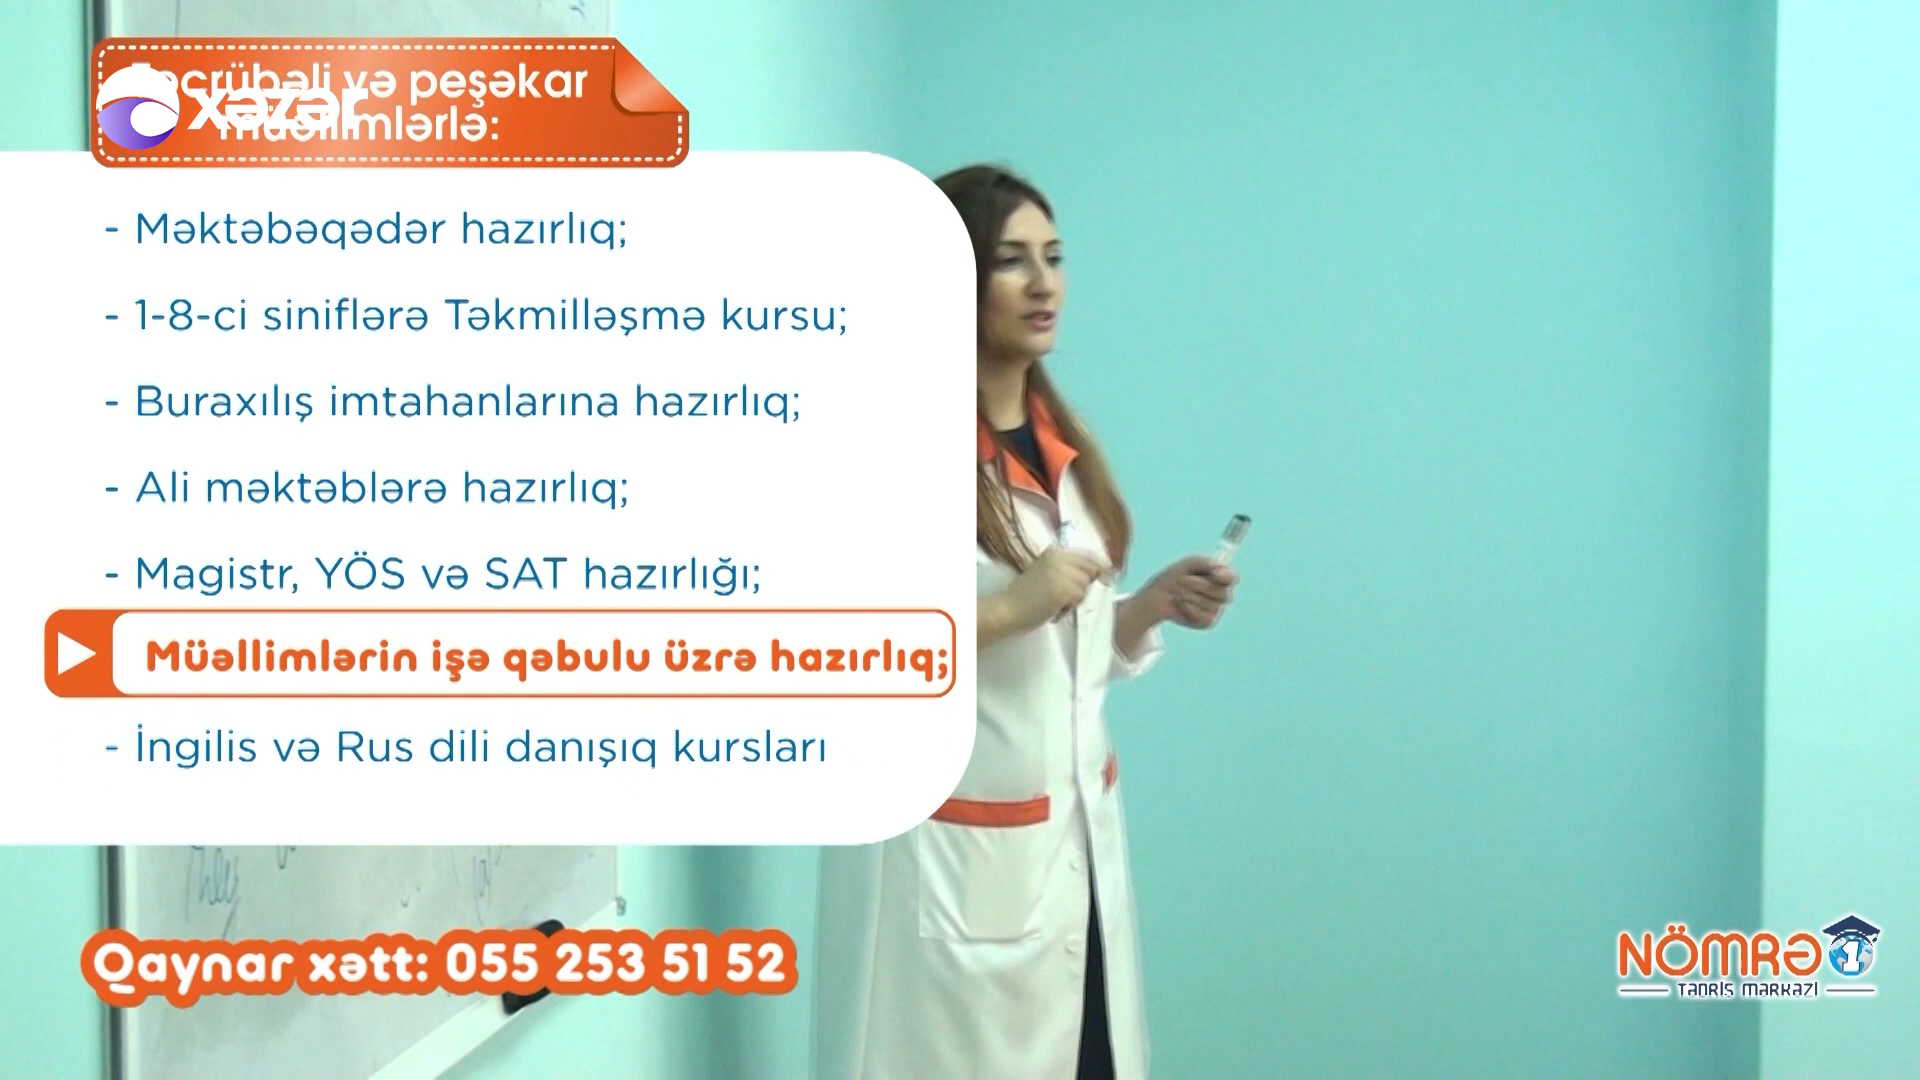 Təcrübəli və peşəkar
müəllimlərlə:
xəzər
- Məktəbəqədər hazırlıq;
- 1-8-ci siniflərə Təkmilləşmə kursu;
- Buraxılış imtahanlarına hazırlıq;
- Ali məktəblərə hazırlıq;
- Magistr, YÖS və SAT hazırlığı;
Müəllimlərin işə qəbulu üzrə hazırlıq;
- İngilis və Rus dili danışıq kursları
Qaynar xətt: 055 253 51 52
NÖMRƏ 1
TƏDRİS MƏRKƏZİ